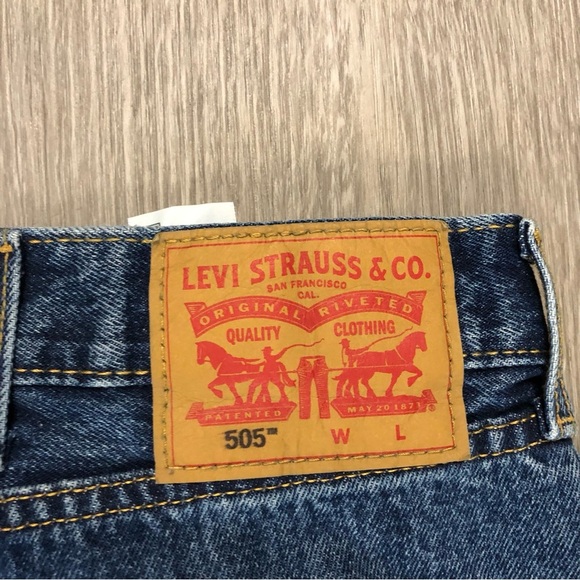 LEVI STRAUSS & CO.
SAN FRANCISCO
CAL.
ORIGINAL RIVETED
QUALITY CLOTHING
PATENTED MAY 20 1873
505™ W L